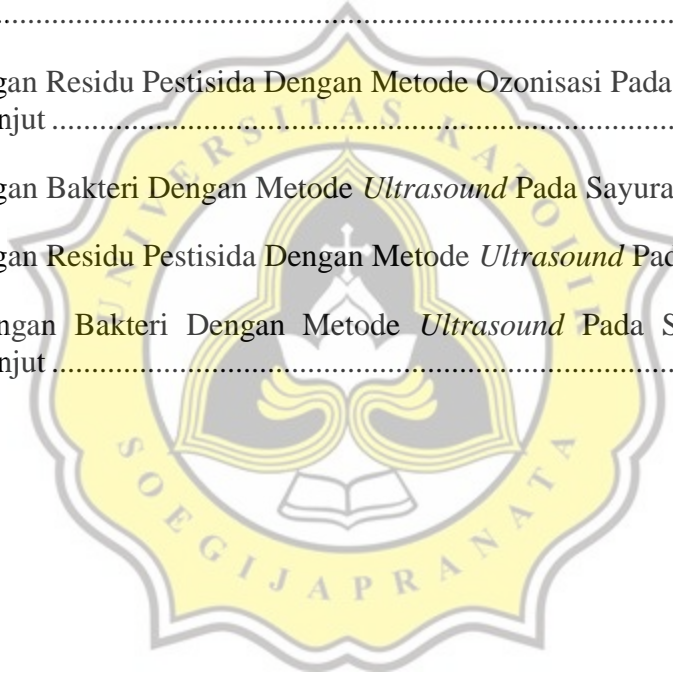 ....................................................................................
gan Residu Pestisida Dengan Metode Ozonisasi Pada
njut ...............................................................................
gan Bakteri Dengan Metode Ultrasound Pada Sayura
gan Residu Pestisida Dengan Metode Ultrasound Pad
ngan Bakteri Dengan Metode Ultrasound Pada S
njut ...............................................................................
UNIVERSITAS KATOLIK
SOEGIJAPRANATA